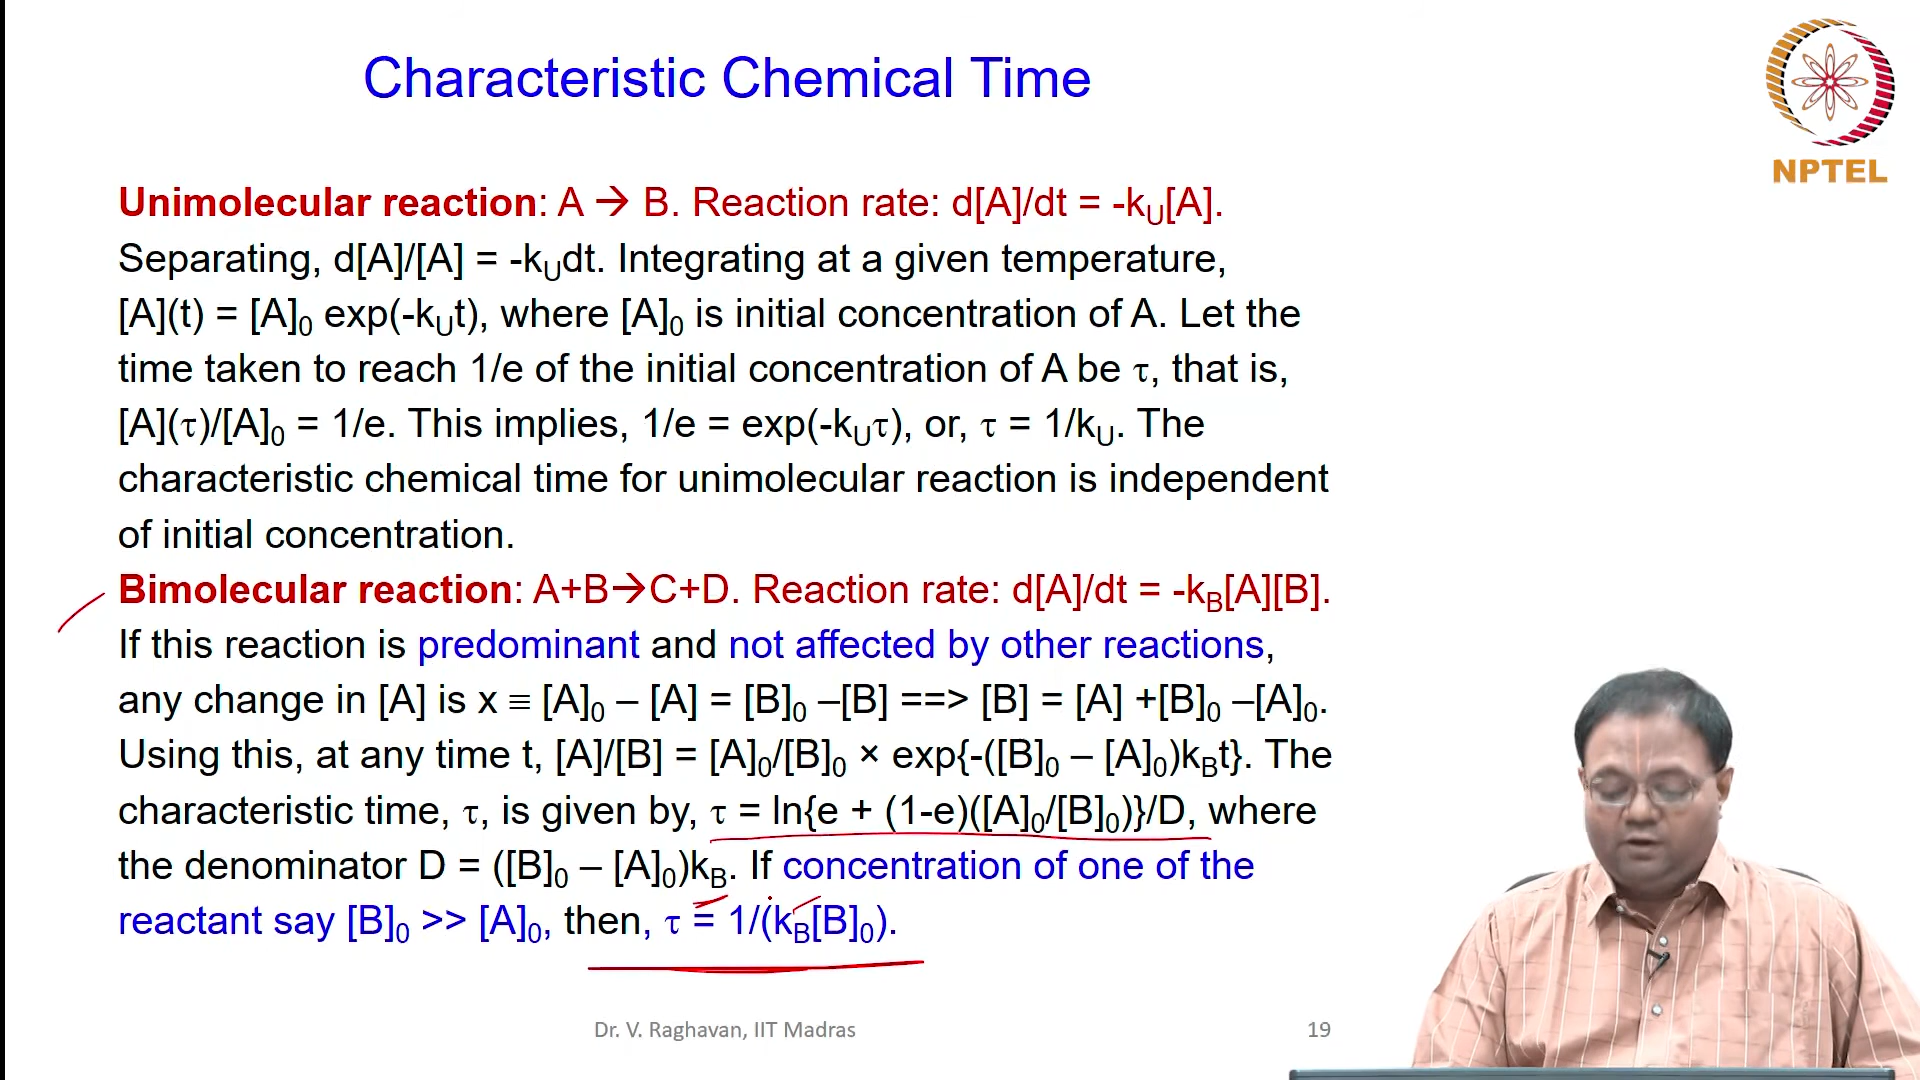 Characteristic Chemical Time
NPTEL
Unimolecular reaction: A → B. Reaction rate: d[A]/dt = -kU[A].
Separating, d[A]/[A] = -kUdt. Integrating at a given temperature,
[A](t) = [A]0 exp(-kUt), where [A]0 is initial concentration of A. Let the
time taken to reach 1/e of the initial concentration of A be τ, that is,
[A](τ)/[A]0 = 1/e. This implies, 1/e = exp(-kUτ), or, τ = 1/kU. The
characteristic chemical time for unimolecular reaction is independent
of initial concentration.
Bimolecular reaction: A+B→C+D. Reaction rate: d[A]/dt = -kB[A][B].
If this reaction is predominant and not affected by other reactions,
any change in [A] is x ≡ [A]0 – [A] = [B]0 –[B] ==> [B] = [A] +[B]0 –[A]0.
Using this, at any time t, [A]/[B] = [A]0/[B]0 × exp{-([B]0 – [A]0)kBt}. The
characteristic time, τ, is given by, τ = ln{e + (1-e)([A]0/[B]0)}/D, where
the denominator D = ([B]0 – [A]0)kB. If concentration of one of the
reactant say [B]0 >> [A]0, then, τ = 1/(kB[B]0).
Dr. V. Raghavan, IIT Madras
19